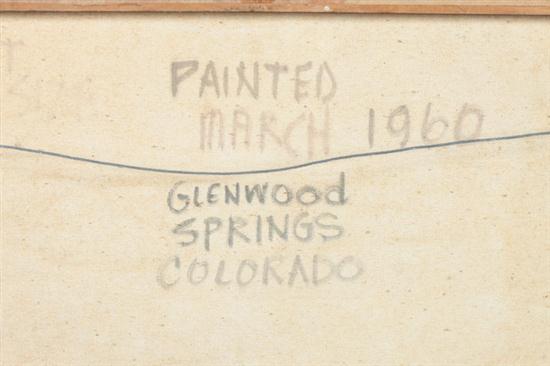 PAINTED
MARCH 1960
GLENWOOd
SPRINGS
COLORADO